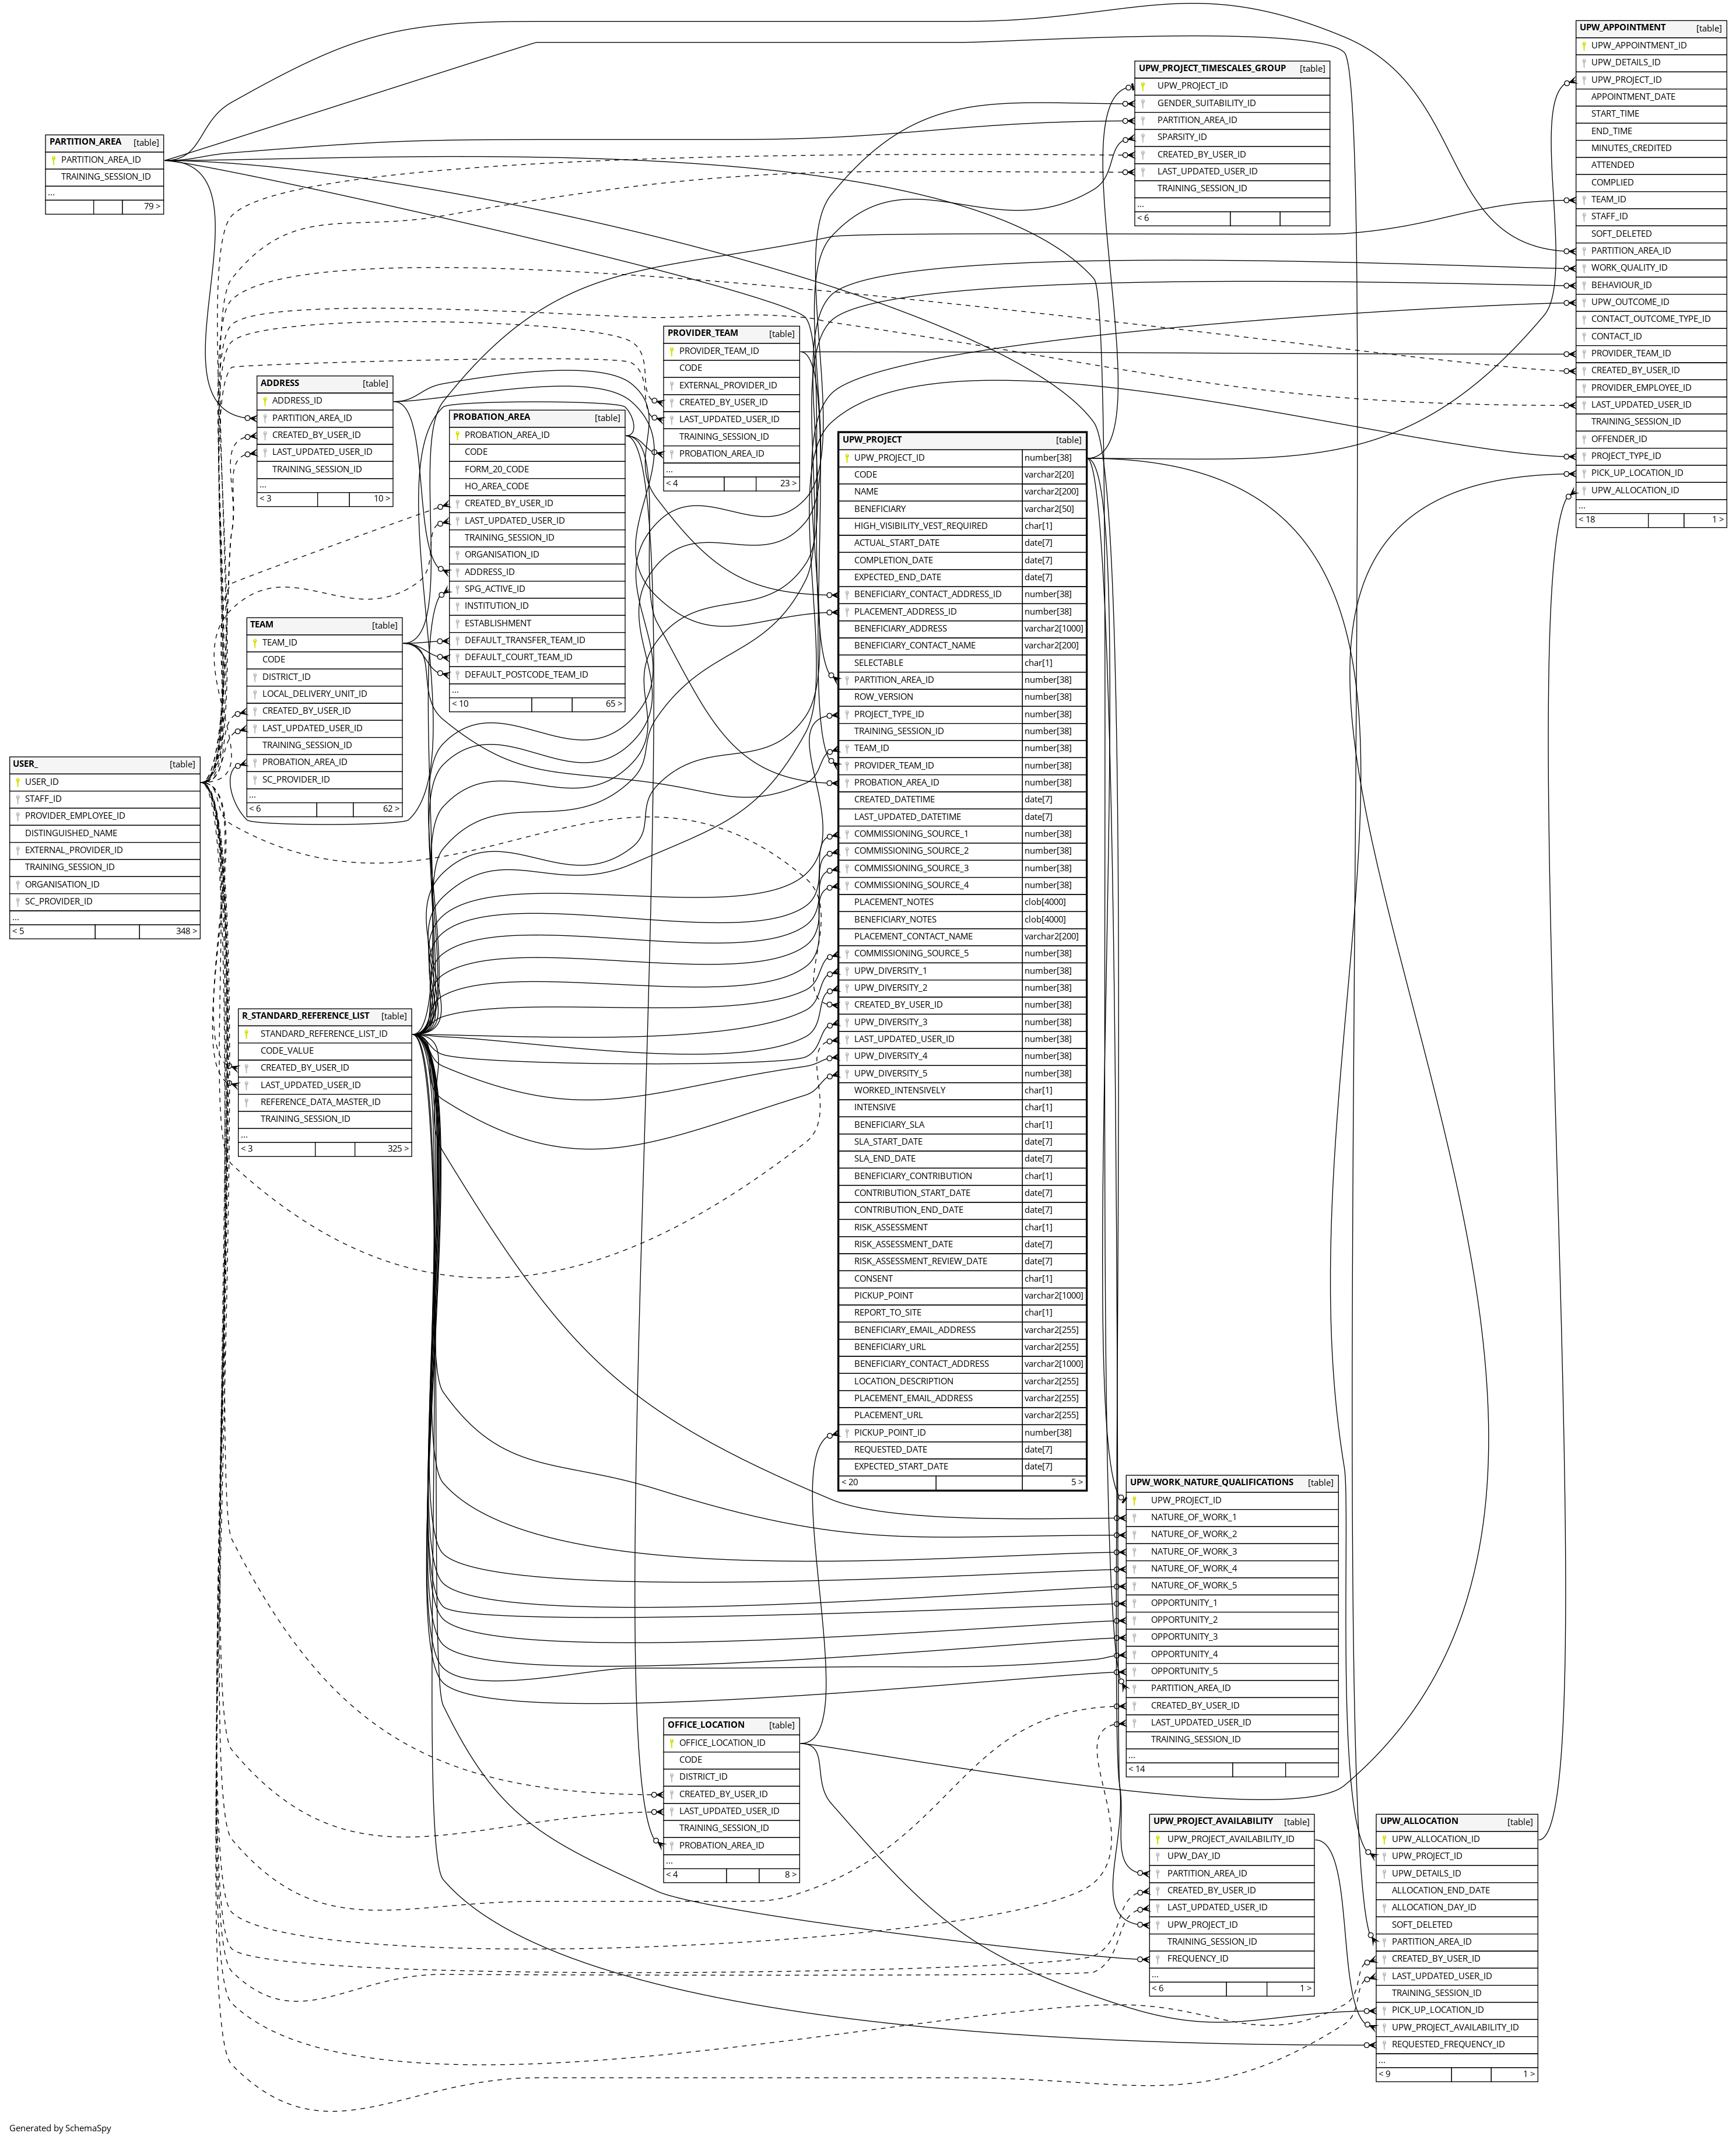 PARTITION_AREA [table]
PARTITION_AREA_ID
TRAINING_SESSION_ID
...
79 >
UPW_PROJECT_TIMESCALES_GROUP [table]
UPW_PROJECT_ID
GENDER_SUITABILITY_ID
PARTITION_AREA_ID
SPARSITY_ID
CREATED_BY_USER_ID
LAST_UPDATED_USER_ID
TRAINING_SESSION_ID
...
< 6
UPW_APPOINTMENT [table]
UPW_APPOINTMENT_ID
UPW_DETAILS_ID
UPW_PROJECT_ID
APPOINTMENT_DATE
START_TIME
END_TIME
MINUTES_CREDITED
ATTENDED
COMPLIED
TEAM_ID
STAFF_ID
SOFT_DELETED
PARTITION_AREA_ID
WORK_QUALITY_ID
BEHAVIOUR_ID
UPW_OUTCOME_ID
CONTACT_OUTCOME_TYPE_ID
CONTACT_ID
PROVIDER_TEAM_ID
CREATED_BY_USER_ID
PROVIDER_EMPLOYEE_ID
LAST_UPDATED_USER_ID
TRAINING_SESSION_ID
OFFENDER_ID
PROJECT_TYPE_ID
PICK_UP_LOCATION_ID
UPW_ALLOCATION_ID
...
< 18 1 >
PROVIDER_TEAM [table]
PROVIDER_TEAM_ID
CODE
EXTERNAL_PROVIDER_ID
CREATED_BY_USER_ID
LAST_UPDATED_USER_ID
TRAINING_SESSION_ID
PROBATION_AREA_ID
...
< 4 23 >
ADDRESS [table]
ADDRESS_ID
PARTITION_AREA_ID
CREATED_BY_USER_ID
LAST_UPDATED_USER_ID
TRAINING_SESSION_ID
...
< 3 10 >
PROBATION_AREA [table]
PROBATION_AREA_ID
CODE
FORM_20_CODE
HO_AREA_CODE
CREATED_BY_USER_ID
LAST_UPDATED_USER_ID
TRAINING_SESSION_ID
ORGANISATION_ID
ADDRESS_ID
SPG_ACTIVE_ID
INSTITUTION_ID
ESTABLISHMENT
DEFAULT_TRANSFER_TEAM_ID
DEFAULT_COURT_TEAM_ID
DEFAULT_POSTCODE_TEAM_ID
...
< 10 65 >
UPW_PROJECT [table]
UPW_PROJECT_ID number[38]
CODE varchar2[20]
NAME varchar2[200]
BENEFICIARY varchar2[50]
HIGH_VISIBILITY_VEST_REQUIRED char[1]
ACTUAL_START_DATE date[7]
COMPLETION_DATE date[7]
EXPECTED_END_DATE date[7]
BENEFICIARY_CONTACT_ADDRESS_ID number[38]
PLACEMENT_ADDRESS_ID number[38]
BENEFICIARY_ADDRESS varchar2[1000]
BENEFICIARY_CONTACT_NAME varchar2[200]
SELECTABLE char[1]
PARTITION_AREA_ID number[38]
ROW_VERSION number[38]
PROJECT_TYPE_ID number[38]
TRAINING_SESSION_ID number[38]
TEAM_ID number[38]
PROVIDER_TEAM_ID number[38]
PROBATION_AREA_ID number[38]
CREATED_DATETIME date[7]
LAST_UPDATED_DATETIME date[7]
COMMISSIONING_SOURCE_1 number[38]
COMMISSIONING_SOURCE_2 number[38]
COMMISSIONING_SOURCE_3 number[38]
COMMISSIONING_SOURCE_4 number[38]
PLACEMENT_NOTES clob[4000]
BENEFICIARY_NOTES clob[4000]
PLACEMENT_CONTACT_NAME varchar2[200]
COMMISSIONING_SOURCE_5 number[38]
UPW_DIVERSITY_1 number[38]
UPW_DIVERSITY_2 number[38]
CREATED_BY_USER_ID number[38]
UPW_DIVERSITY_3 number[38]
LAST_UPDATED_USER_ID number[38]
UPW_DIVERSITY_4 number[38]
UPW_DIVERSITY_5 number[38]
WORKED_INTENSIVELY char[1]
INTENSIVE char[1]
BENEFICIARY_SLA char[1]
SLA_START_DATE date[7]
SLA_END_DATE date[7]
BENEFICIARY_CONTRIBUTION char[1]
CONTRIBUTION_START_DATE date[7]
CONTRIBUTION_END_DATE date[7]
RISK_ASSESSMENT char[1]
RISK_ASSESSMENT_DATE date[7]
RISK_ASSESSMENT_REVIEW_DATE date[7]
CONSENT char[1]
PICKUP_POINT varchar2[1000]
REPORT_TO_SITE char[1]
BENEFICIARY_EMAIL_ADDRESS varchar2[255]
BENEFICIARY_URL varchar2[255]
BENEFICIARY_CONTACT_ADDRESS varchar2[1000]
LOCATION_DESCRIPTION varchar2[255]
PLACEMENT_EMAIL_ADDRESS varchar2[255]
PLACEMENT_URL varchar2[255]
PICKUP_POINT_ID number[38]
REQUESTED_DATE date[7]
EXPECTED_START_DATE date[7]
< 20 5 >
TEAM [table]
TEAM_ID
CODE
DISTRICT_ID
LOCAL_DELIVERY_UNIT_ID
CREATED_BY_USER_ID
LAST_UPDATED_USER_ID
TRAINING_SESSION_ID
PROBATION_AREA_ID
SC_PROVIDER_ID
...
< 6 62 >
USER_ [table]
USER_ID
STAFF_ID
PROVIDER_EMPLOYEE_ID
DISTINGUISHED_NAME
EXTERNAL_PROVIDER_ID
TRAINING_SESSION_ID
ORGANISATION_ID
SC_PROVIDER_ID
...
< 5 348 >
R_STANDARD_REFERENCE_LIST [table]
STANDARD_REFERENCE_LIST_ID
CODE_VALUE
CREATED_BY_USER_ID
LAST_UPDATED_USER_ID
REFERENCE_DATA_MASTER_ID
TRAINING_SESSION_ID
...
< 3 325 >
UPW_WORK_NATURE_QUALIFICATIONS [table]
UPW_PROJECT_ID
NATURE_OF_WORK_1
NATURE_OF_WORK_2
NATURE_OF_WORK_3
NATURE_OF_WORK_4
NATURE_OF_WORK_5
OPPORTUNITY_1
OPPORTUNITY_2
OPPORTUNITY_3
OPPORTUNITY_4
OPPORTUNITY_5
PARTITION_AREA_ID
CREATED_BY_USER_ID
LAST_UPDATED_USER_ID
TRAINING_SESSION_ID
...
< 14
OFFICE_LOCATION [table]
OFFICE_LOCATION_ID
CODE
DISTRICT_ID
CREATED_BY_USER_ID
LAST_UPDATED_USER_ID
TRAINING_SESSION_ID
PROBATION_AREA_ID
...
< 4 8 >
UPW_PROJECT_AVAILABILITY [table]
UPW_PROJECT_AVAILABILITY_ID
UPW_DAY_ID
PARTITION_AREA_ID
CREATED_BY_USER_ID
LAST_UPDATED_USER_ID
UPW_PROJECT_ID
TRAINING_SESSION_ID
FREQUENCY_ID
...
< 6 1 >
UPW_ALLOCATION [table]
UPW_ALLOCATION_ID
UPW_PROJECT_ID
UPW_DETAILS_ID
ALLOCATION_END_DATE
ALLOCATION_DAY_ID
SOFT_DELETED
PARTITION_AREA_ID
CREATED_BY_USER_ID
LAST_UPDATED_USER_ID
TRAINING_SESSION_ID
PICK_UP_LOCATION_ID
UPW_PROJECT_AVAILABILITY_ID
REQUESTED_FREQUENCY_ID
...
< 9 1 >
Generated by SchemaSpy